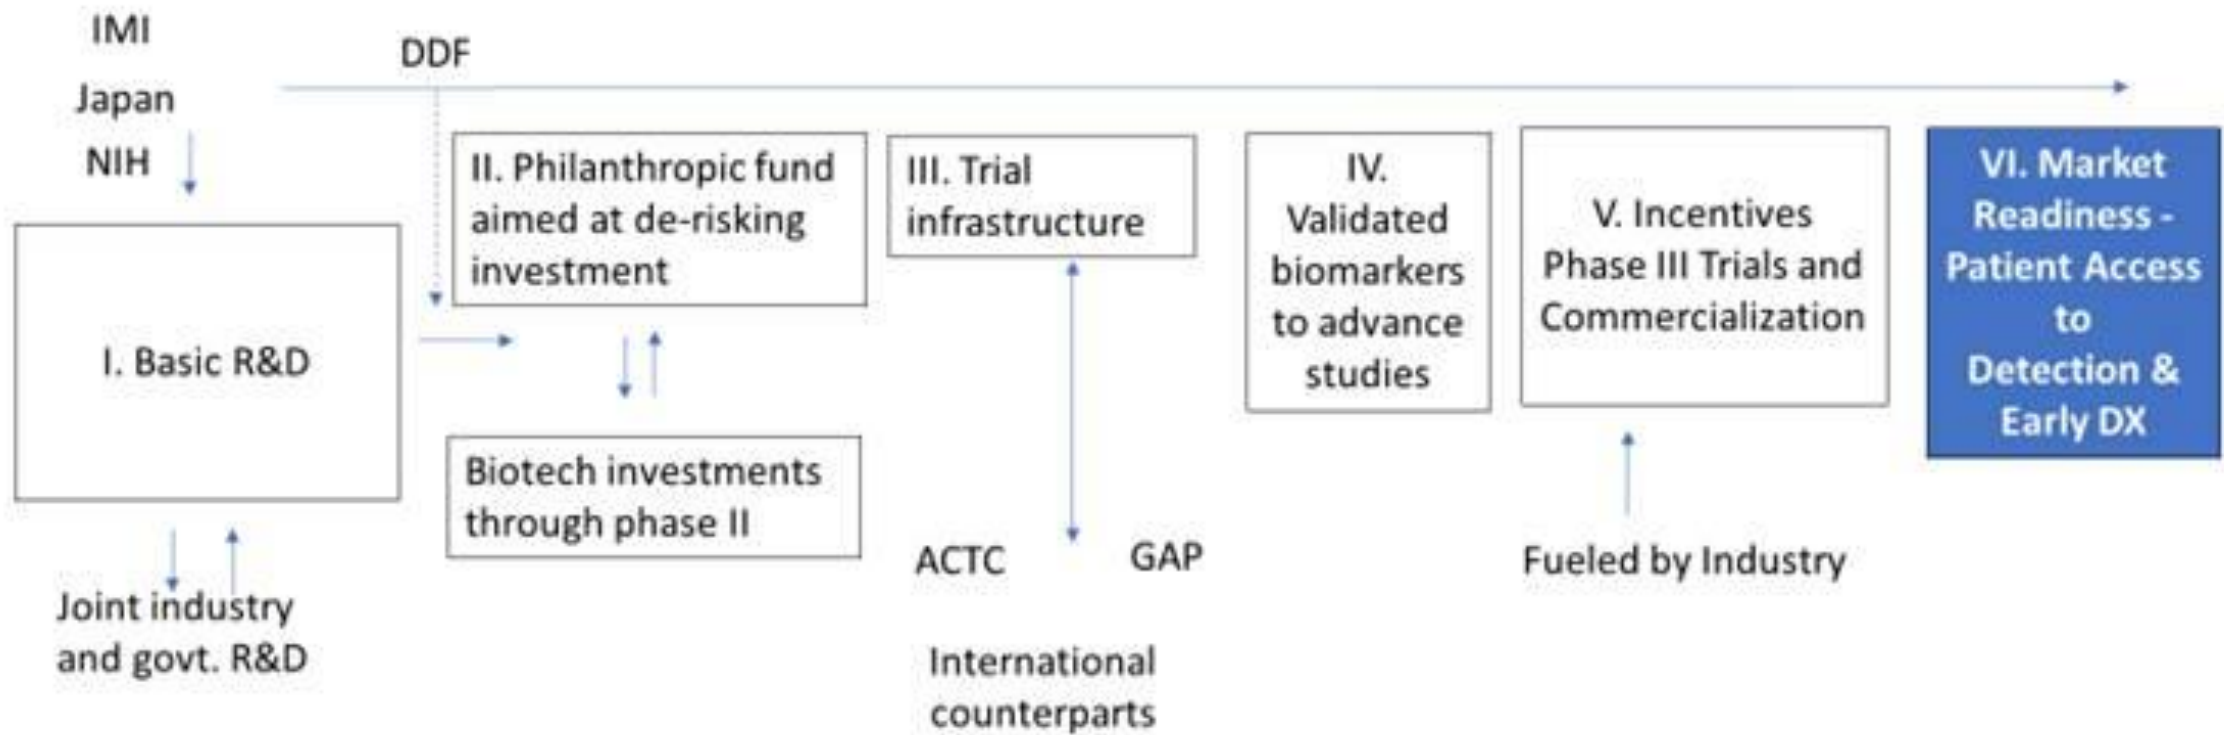 IMI
Japan
NIH
DDF
I. Basic R&D
Joint industry
and govt. R&D
II. Philanthropic fund
aimed at de-risking
investment
Biotech investments
through phase II
III. Trial
infrastructure
ACTC
GAP
International
counterparts
IV.
Validated
biomarkers
to advance
studies
V. Incentives
Phase III Trials and
Commercialization
Fueled by Industry
VI. Market
Readiness -
Patient Access
to
Detection &
Early DX